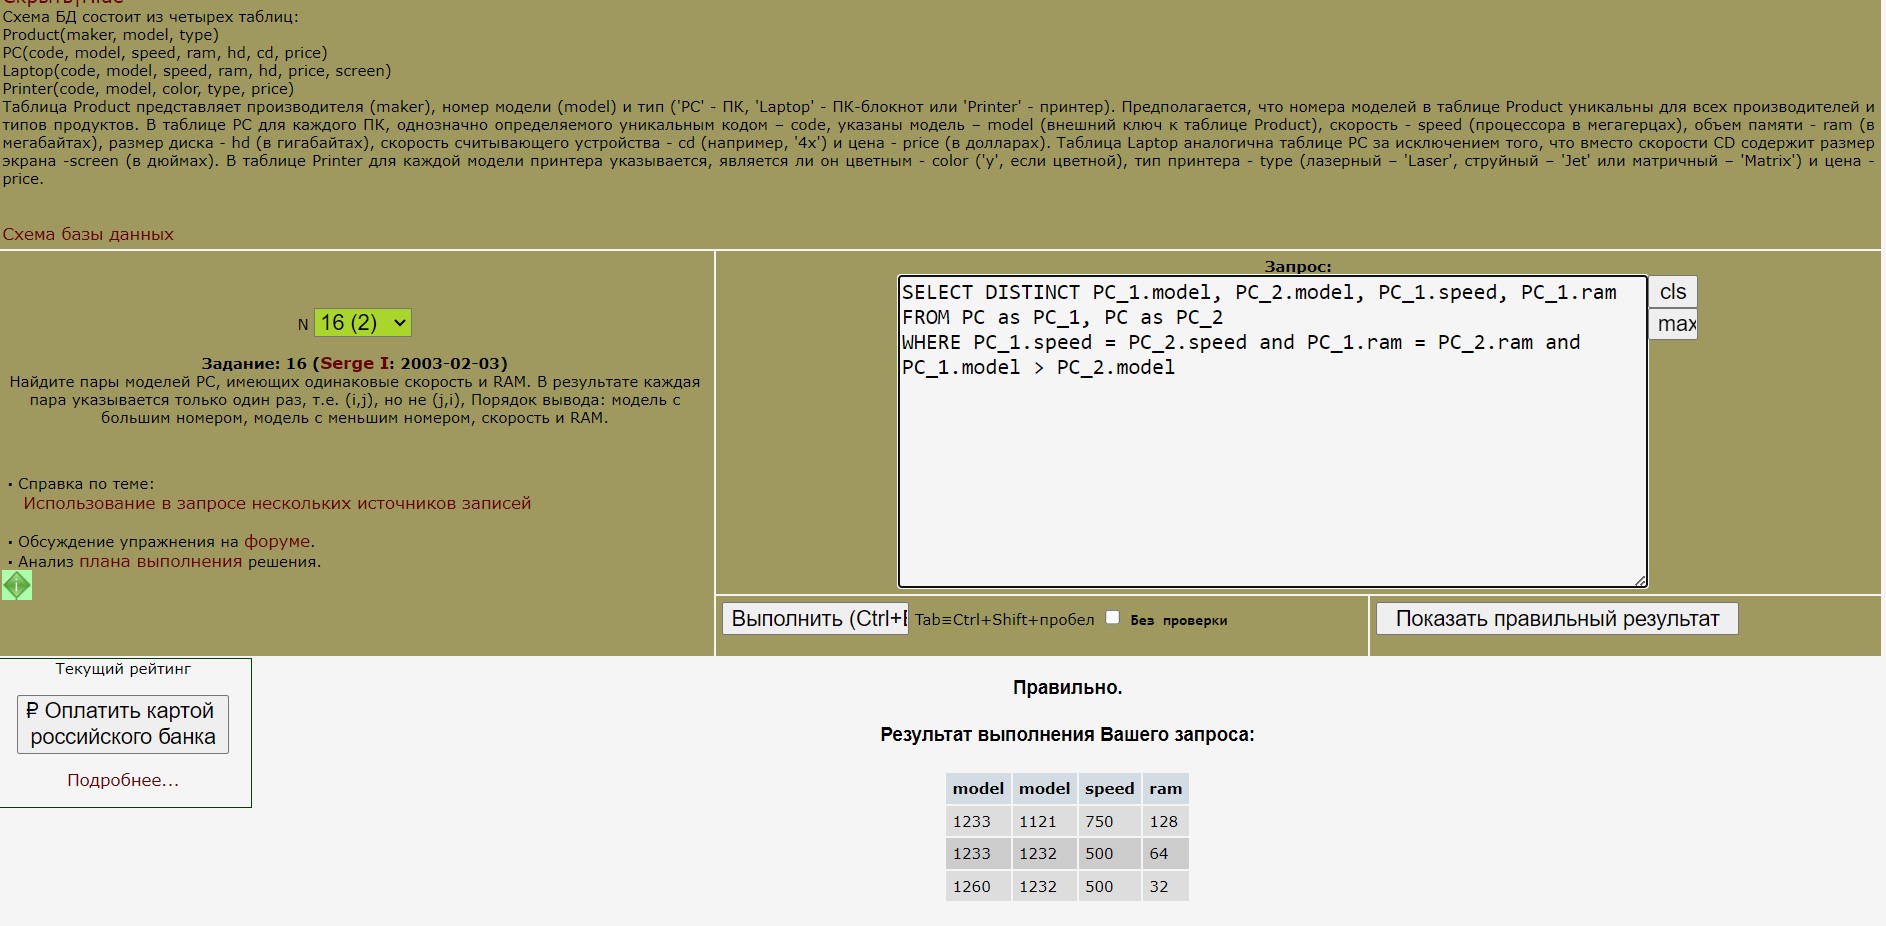 Скрыть|Hide
Схема БД состоит из четырех таблиц:
Product(maker, model, type)
PC(code, model, speed, ram, hd, cd, price)
Laptop(code, model, speed, ram, hd, price, screen)
Printer(code, model, color, type, price)
Таблица Product представляет производителя (maker), номер модели (model) и тип ('PC' - ПК, 'Laptop' - ПК-блокнот или 'Printer' - принтер). Предполагается, что номера моделей в таблице Product уникальны для всех производителей и
типов продуктов. В таблице PC для каждого ПК, однозначно определяемого уникальным кодом – code, указаны модель – model (внешний ключ к таблице Product), скорость - speed (процессора в мегагерцах), объем памяти - ram (в
мегабайтах), размер диска - hd (в гигабайтах), скорость считывающего устройства - cd (например, '4x') и цена - price (в долларах). Таблица Laptop аналогична таблице РС за исключением того, что вместо скорости CD содержит размер
экрана -screen (в дюймах). В таблице Printer для каждой модели принтера указывается, является ли он цветным - color ('y', если цветной), тип принтера - type (лазерный – 'Laser', струйный – 'Jet' или матричный – 'Matrix') и цена -
price.
Схема базы данных
N 16 (2)
Задание: 16 (Serge I: 2003-02-03)
Найдите пары моделей PC, имеющих одинаковые скорость и RAM. В результате каждая
пара указывается только один раз, т.е. (i,j), но не (j,i), Порядок вывода: модель с
большим номером, модель с меньшим номером, скорость и RAM.
· Справка по теме:
Использование в запросе нескольких источников записей
· Обсуждение упражнения на форуме.
· Анализ плана выполнения решения.
i
Запрос:
SELECT DISTINCT PC_1.model, PC_2.model, PC_1.speed, PC_1.ram
FROM PC as PC_1, PC as PC_2
WHERE PC_1.speed = PC_2.speed and PC_1.ram = PC_2.ram and
PC_1.model > PC_2.model
cls
max
Выполнить (Ctrl+E Tab≡Ctrl+Shift+пробел Без проверки
Показать правильный результат
Текущий рейтинг
₽ Оплатить картой
российского банка
Подробнее...
Правильно.
Результат выполнения Вашего запроса:
model model speed ram
1233 1121 750 128
1233 1232 500 64
1260 1232 500 32